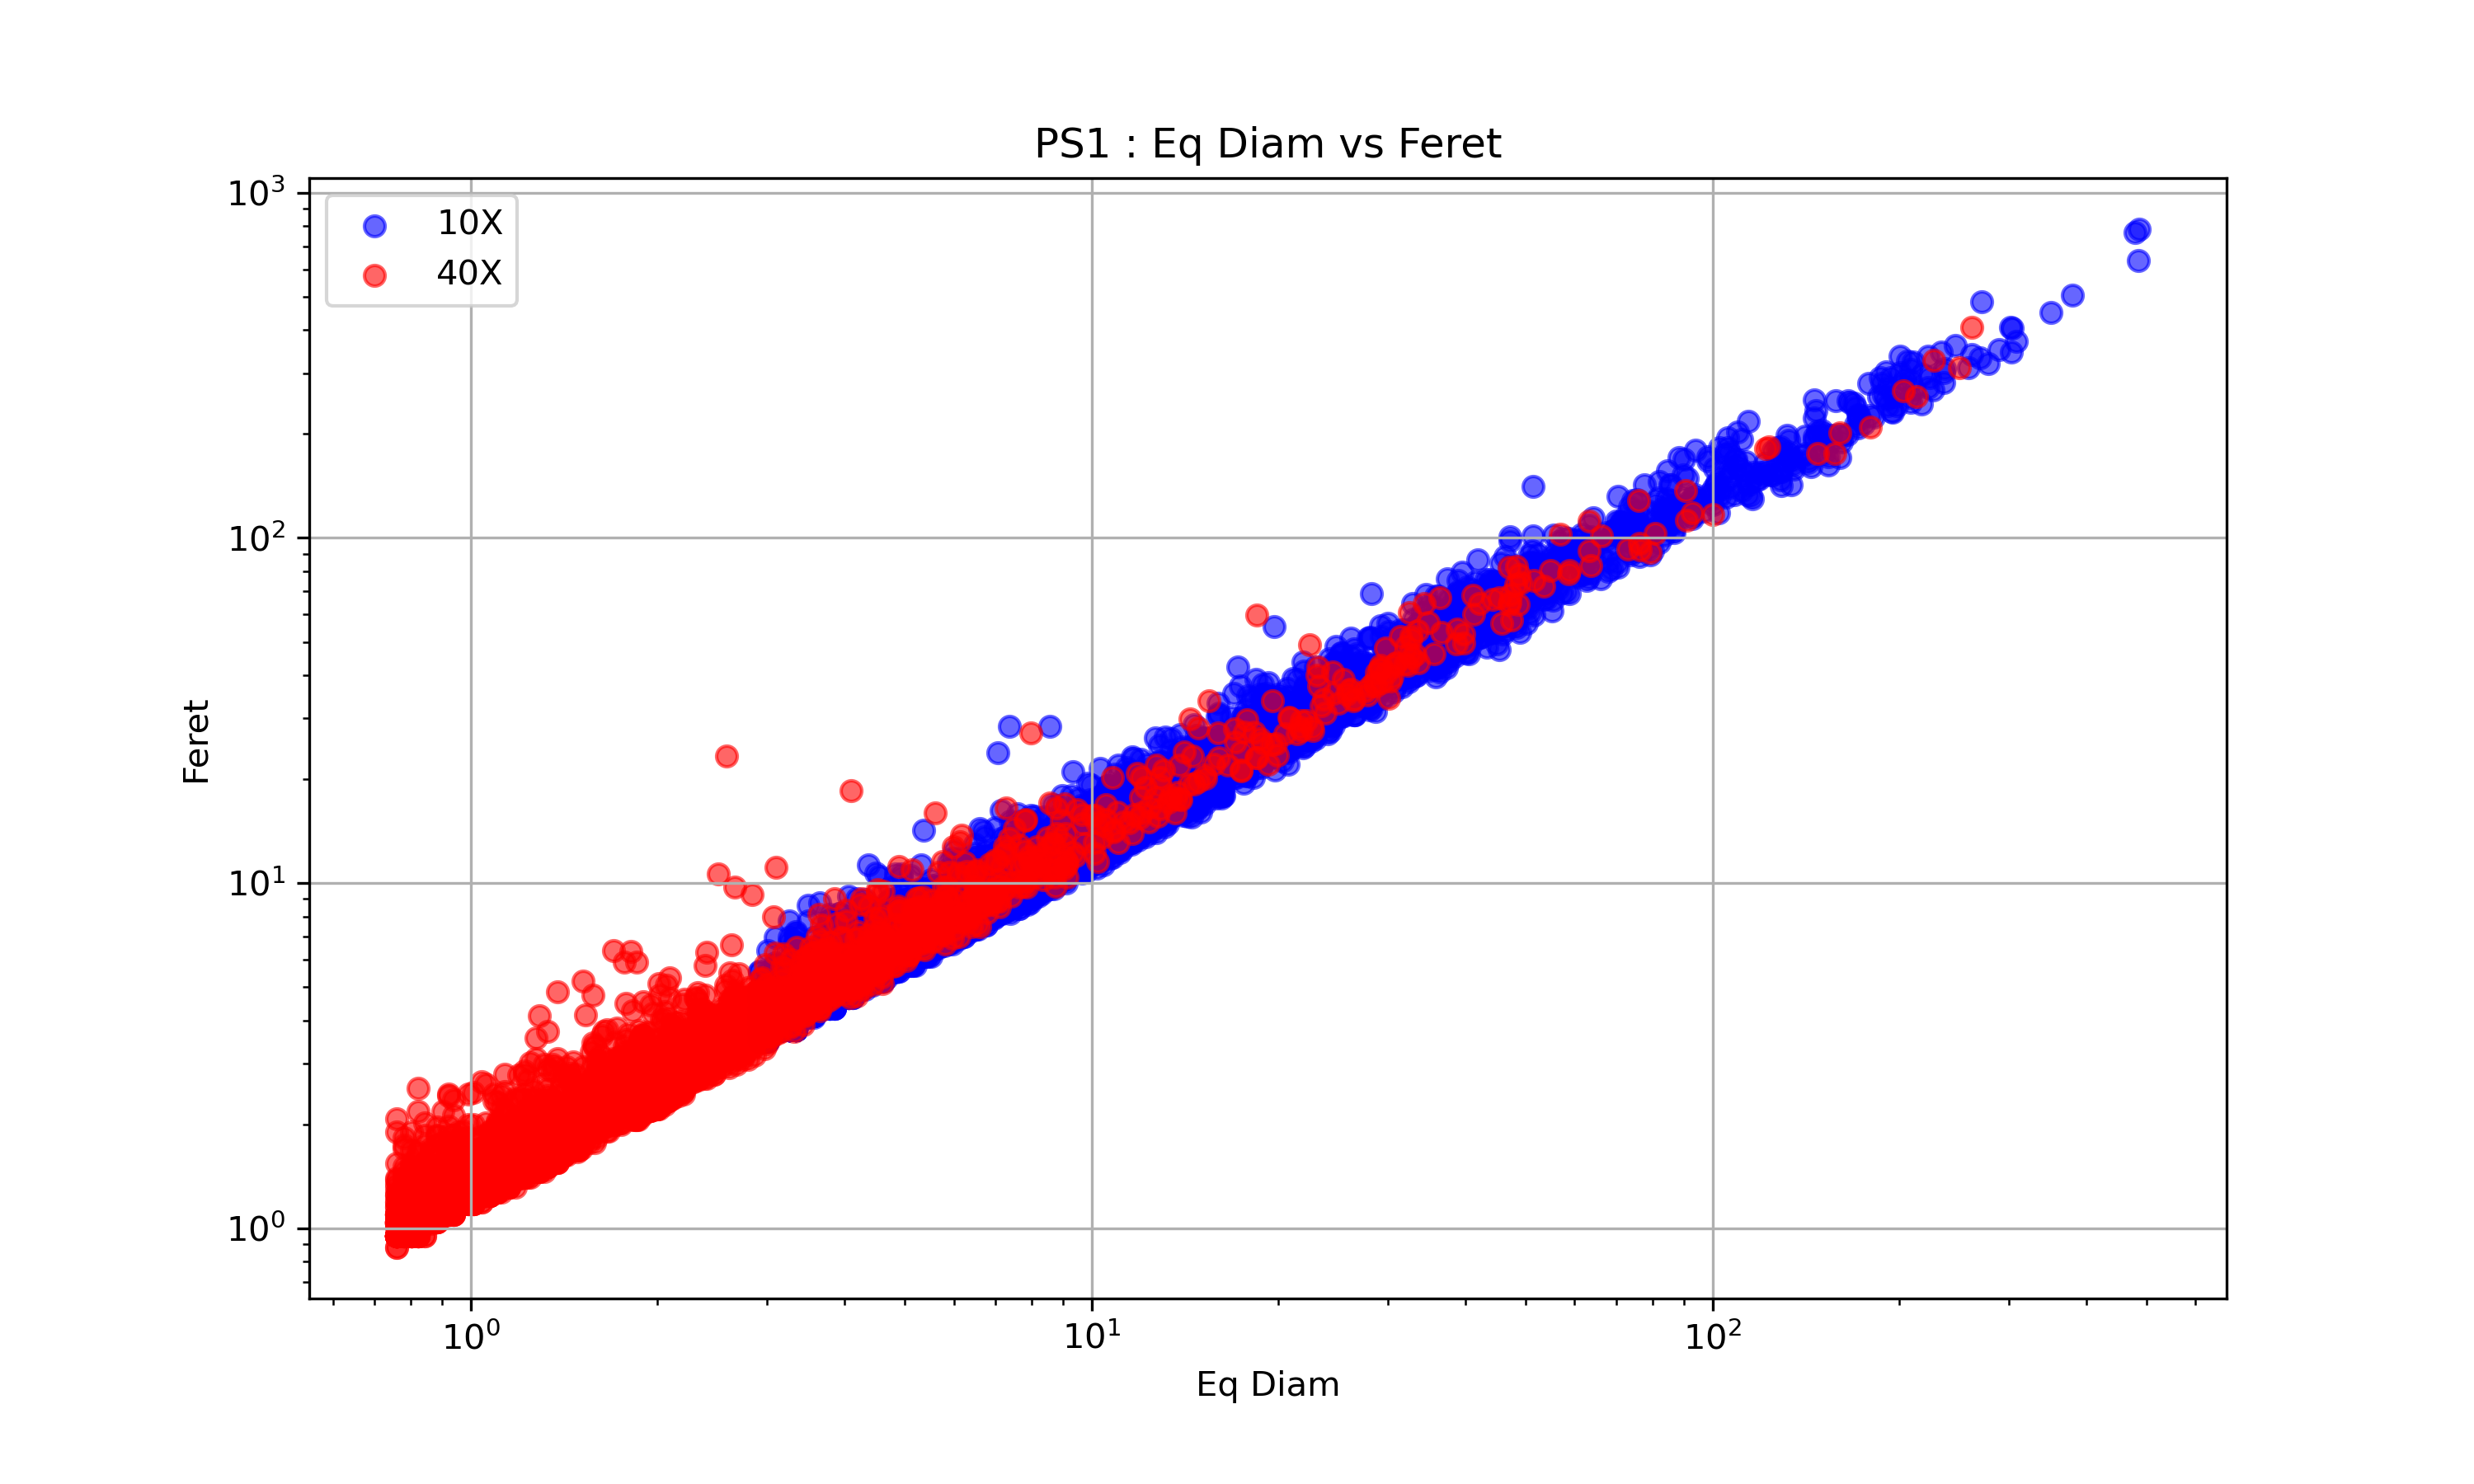 PS1 : Eq Diam vs Feret
10X
40X
10³
10²
10¹
10⁰
Feret
10⁰
10¹
10²
Eq Diam